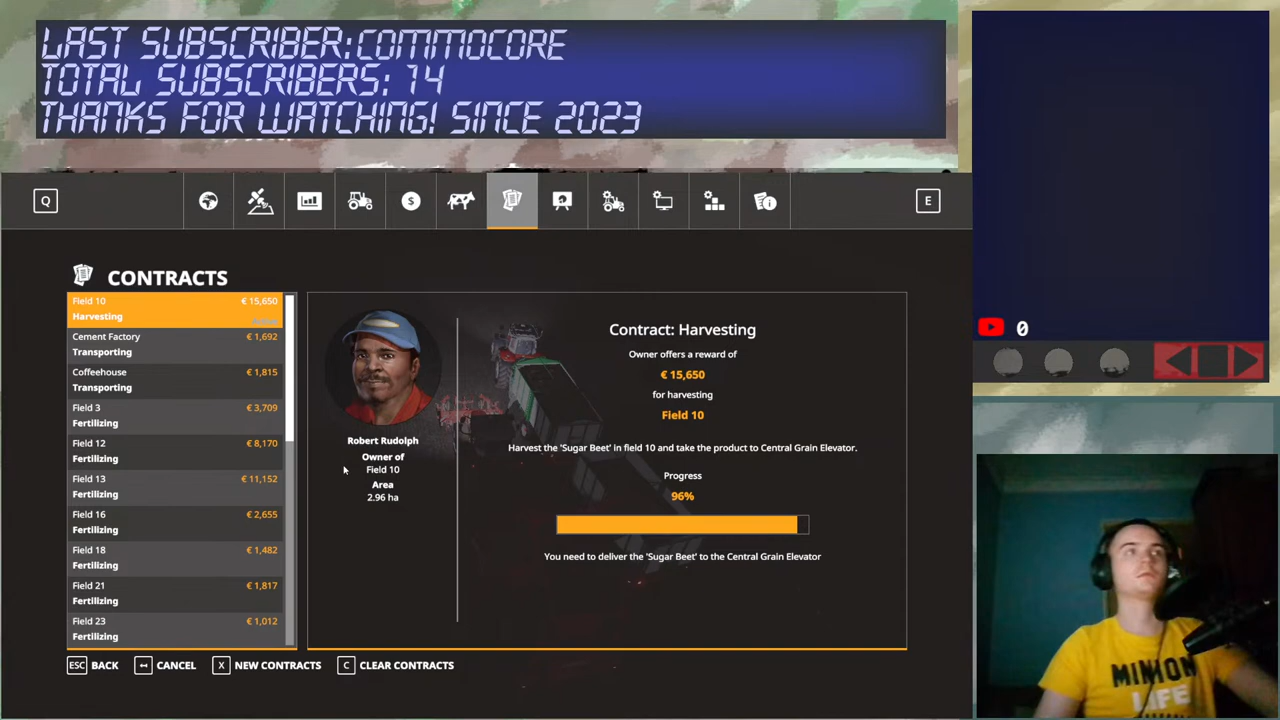 LAST SUBSCRIBER:COMMOCORE
TOTAL SUBSCRIBERS: 14
THANKS FOR WATCHING! SINCE 2023
Q
E
CONTRACTS
Field 10 € 15,650
Harvesting
Cement Factory € 1,692
Transporting
Coffeehouse € 1,815
Transporting
Field 3 € 3,709
Fertilizing
Field 12 € 8,170
Fertilizing
Field 13 € 11,152
Fertilizing
Field 16 € 2,655
Fertilizing
Field 18 € 1,482
Fertilizing
Field 21 € 1,817
Fertilizing
Field 23 € 1,012
Fertilizing
Robert Rudolph
Owner of
Field 10
Area
2.96 ha
Contract: Harvesting
Owner offers a reward of
€ 15,650
for harvesting
Field 10
Harvest the 'Sugar Beet' in field 10 and take the product to Central Grain Elevator.
Progress
96%
You need to deliver the 'Sugar Beet' to the Central Grain Elevator
ESC BACK
CANCEL
X NEW CONTRACTS
C CLEAR CONTRACTS
0
MINION
LIFE